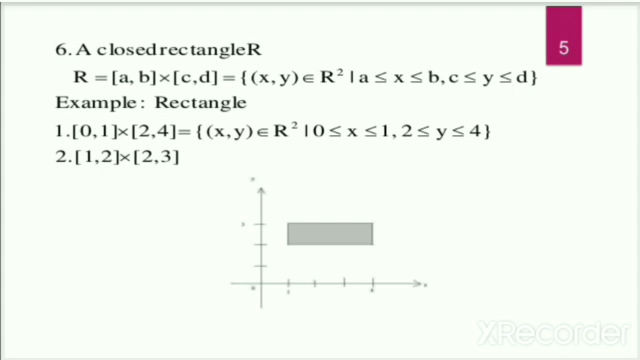 5
6. A closed rectangle R
R = [a, b]×[c,d] = {(x, y) ∈ R² | a ≤ x ≤ b, c ≤ y ≤ d}
Example : Rectangle
1.[0,1]×[2,4]= {(x,y) ∈ R² | 0 ≤ x ≤ 1, 2 ≤ y ≤ 4}
2.[1,2]×[2,3]
XRecorder